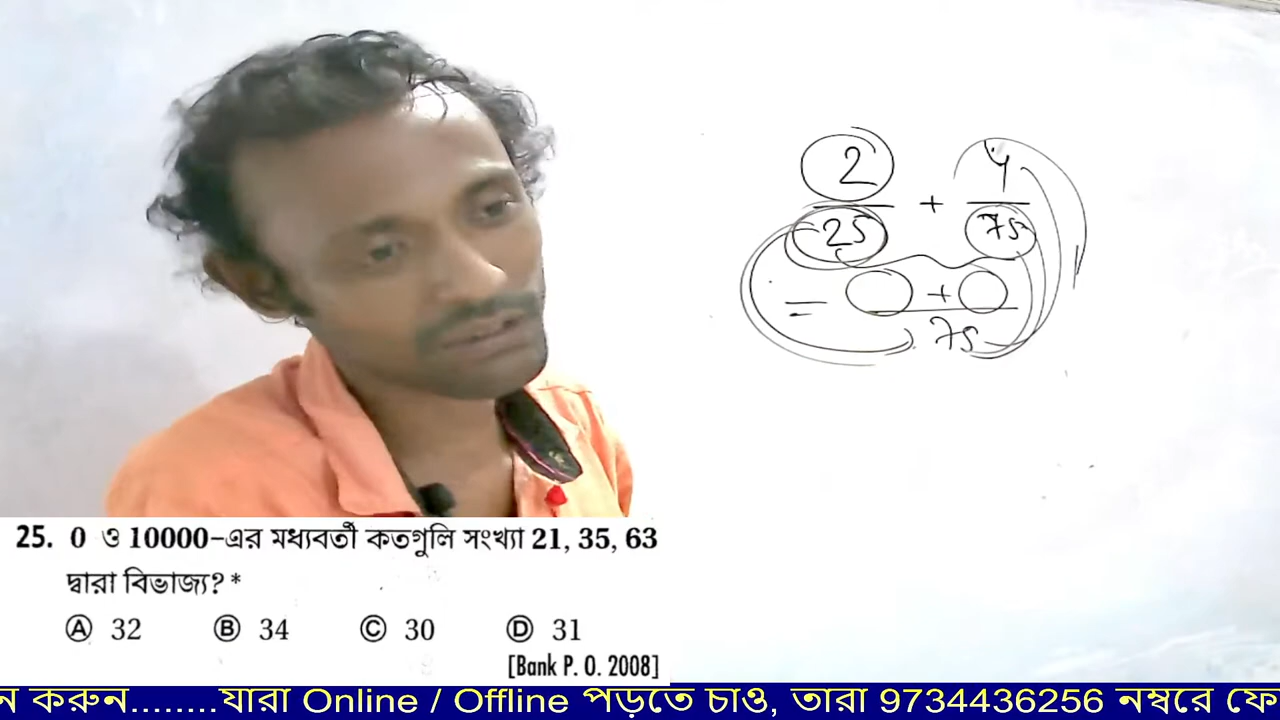 2 + 4
25 75
= + 
75
25. 0 ও 10000-এর মধ্যবর্তী কতগুলি সংখ্যা 21, 35, 63
দ্বারা বিভাজ্য? *
Ⓐ 32 Ⓑ 34 Ⓒ 30 Ⓓ 31
[Bank P. O. 2008]
ন করুন........যারা Online / Offline পড়তে চাও, তারা 9734436256 নম্বরে ফে